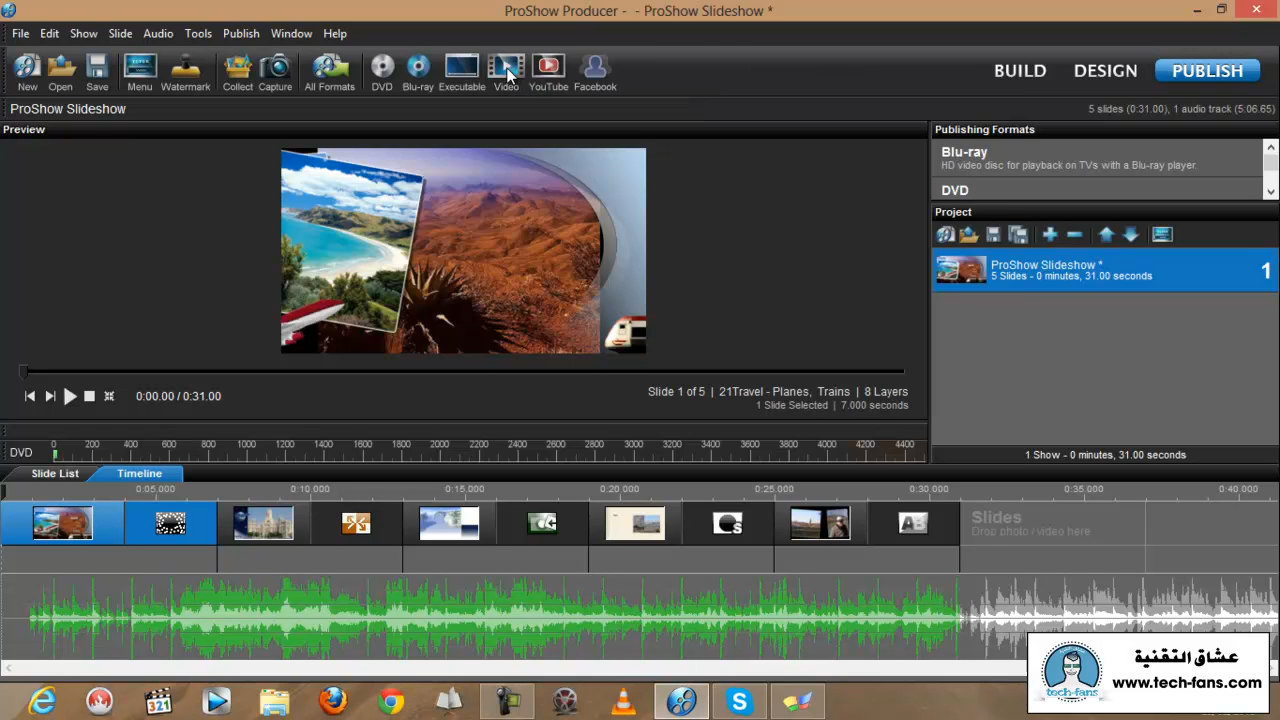 ProShow Producer - - ProShow Slideshow *
File Edit Show Slide Audio Tools Publish Window Help
New Open Save Menu Watermark Collect Capture All Formats DVD Blu-ray Executable Video YouTube Facebook
BUILD DESIGN PUBLISH
ProShow Slideshow
5 slides (0:31.00), 1 audio track (5:06.65)
Preview
Publishing Formats
Blu-ray
HD video disc for playback on TVs with a Blu-ray player.
DVD
Project
ProShow Slideshow *
5 Slides - 0 minutes, 31.00 seconds
1
0:00.00 / 0:31.00
Slide 1 of 5 | 21Travel - Planes, Trains | 8 Layers
1 Slide Selected | 7.000 seconds
DVD 0 200 400 600 800 1000 1200 1400 1600 1800 2000 2200 2400 2600 2800 3000 3200 3400 3600 3800 4000 4200 4400
1 Show - 0 minutes, 31.00 seconds
Slide List Timeline
0:05.000 0:10.000 0:15.000 0:20.000 0:25.000 0:30.000 0:35.000 0:40.000
S
AB
Slides
Drop photo / video here
عشاق التقنية
www.tech-fans.com
tech-fans
321
S